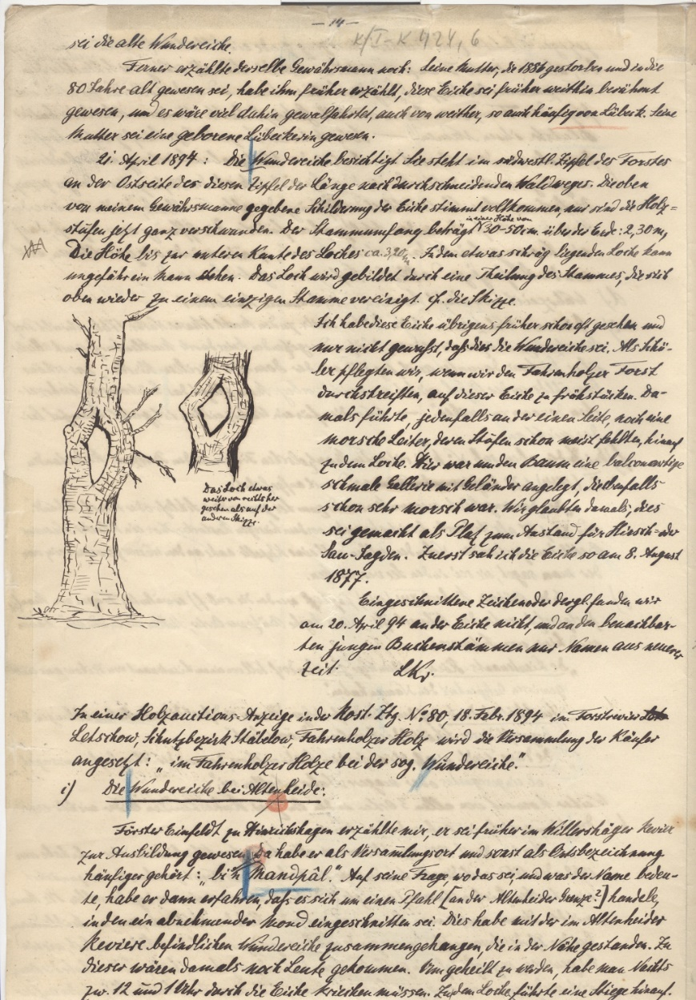 — 14 —
K/I-K 424, 6
sei die alte Wundereiche.
Ferner erzählte derselbe Gewährsmann noch: Seine Mutter, die 1886 gestorben und in die
80 Jahre alt gewesen sei, habe ihm früher erzählt, diese Eiche sei früher weithin berühmt
gewesen, und es wäre viel dahin gewalfahrtet, auch von weither, so auch häufig von Lübeck. Seine
Mutter sei eine geborene Lübeckerin gewesen.
21. April 1894: Die Wundereiche besichtigt. Sie steht im südwestl. Zipfel des Forstes
an der Ostseite des diesen Zipfel der Länge nach durchschneidenden Waldweges. Die oben
von meinem Gewährsmanne gegebene Schilderung der Eiche stimmt vollkommen, nur sind die Holz=
stufen jetzt ganz verschwunden. Der Stammumfang beträgt in einer Höhe von 30-50cm über der Erde: 2,30 m,
Die Höhe bis zur unteren Kante des Loches ca. 3,20 m. In dem etwas schräg liegenden Loche kann
ungefähr ein Mann stehen. Das Loch wird gebildet durch eine Theilung des Stammes, die sich
oben wieder zu einem einzigen Stamme vereinigt. cf. die Skizze.
Ich habe diese Eiche übrigens früher schon oft gesehen und
nur nicht gewusst, dass dies die Wundereiche sei. Als Schü-
ler pflegten wir, wenn wir den Fahrenholzer Forst
durchstreiften, auf dieser Eiche zu frühstücken. Da-
mals führte, jedenfalls an der einen Seite, noch eine
morsche Leiter, deren Stufen schon meist fehlten, hinauf
zu dem Loche. Hier war um den Baum eine balconartige
schmale Gallerie mit Geländer angelegt, die ebenfalls
schon sehr morsch war. Wir glaubten damals, dies
sei gemacht als Platz zum Anstand für Hirsch= oder
Sau-Jagden. Zuerst sah ich die Eiche so am 8. August
1877.
Das Loch etwas
weiter von rechts her
gesehen als auf der
anderen Skizze.
Eingeschnittene Zeichen oder dergl. fanden wir
am 20. April 94 an der Eiche nicht, und an den benachbar-
ten jungen Buchenstämmen nur Namen aus neuerer
Zeit. LKr.
In einer Holzauctions-Anzeige in der Rost. Ztg. No. 80, 18. Febr. 1894 im Forstrevier
Letschow, Schutzbezirk Stäbelow, Fahrenholzer Holz wird die Versammlung der Käufer
angesetzt: „im Fahrenholzer Holze bei der sog. Wundereiche."
i) Die Wundereiche bei Altenheide.
Förster Einfeldt zu Hinrichshagen erzählte mir, er sei früher im Willershäger Revier
zur Ausbildung gewesen. Da habe er als Versam̄lungsort und sonst als Ortsbezeichnung
häufiger gehört: „bi'n Mandpâl." Auf seine Frage, wo das sei, und was der Name bedeu-
te, habe er dann erfahren, dass es sich um einen Pfahl [an der Altenheider Grenze?] handele,
in den ein abnehmender Mond eingeschnitten sei. Dies habe mit der im Altenheider
Reviere befindlichen Wundereiche zusammengehangen, die in der Nähe gestanden. Zu
dieser wären damals noch Leute gekommen. Um geheilt zu werden, habe man Nachts
zw. 12 und 1 Uhr durch die Eiche kriechen müssen. Zu dem Loche führte eine Stiege hinauf.